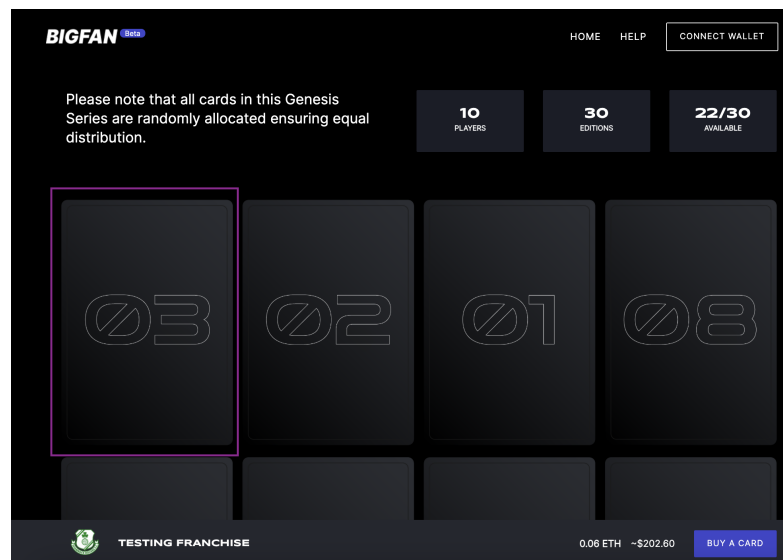 BIGFAN Beta
HOME HELP CONNECT WALLET
Please note that all cards in this Genesis
Series are randomly allocated ensuring equal
distribution.
10
PLAYERS
30
EDITIONS
22/30
AVAILABLE
03 02 01 08
TESTING FRANCHISE 0.06 ETH ~$202.60 BUY A CARD